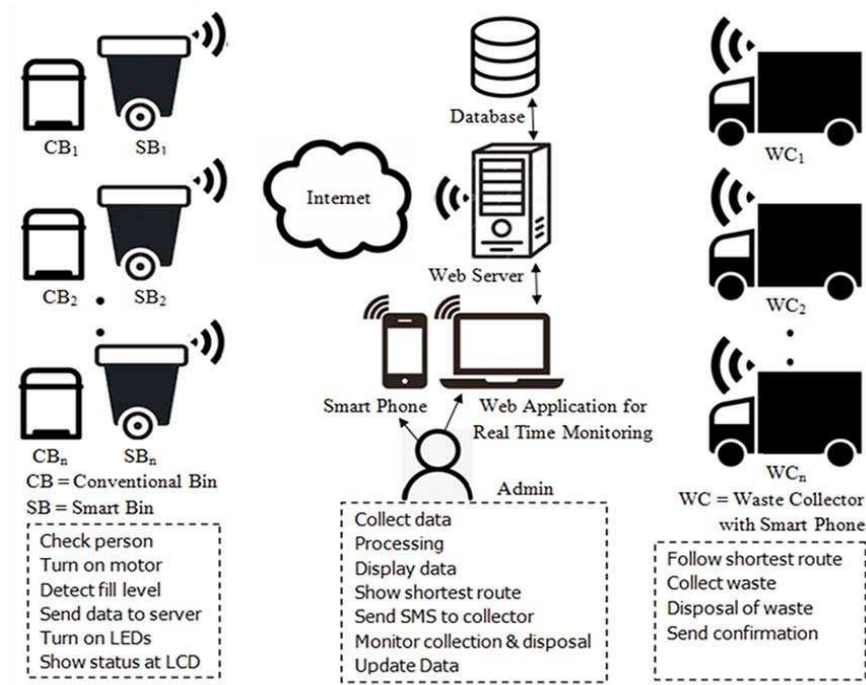 CB₁
SB₁
CB₂
SB₂
CBₙ
SBₙ
CB = Conventional Bin
SB = Smart Bin
Check person
Turn on motor
Detect fill level
Send data to server
Turn on LEDs
Show status at LCD
Database
Internet
Web Server
Smart Phone
Web Application for
Real Time Monitoring
Admin
Collect data
Processing
Display data
Show shortest route
Send SMS to collector
Monitor collection & disposal
Update Data
WC₁
WC₂
WCₙ
WC = Waste Collector
with Smart Phone
Follow shortest route
Collect waste
Disposal of waste
Send confirmation